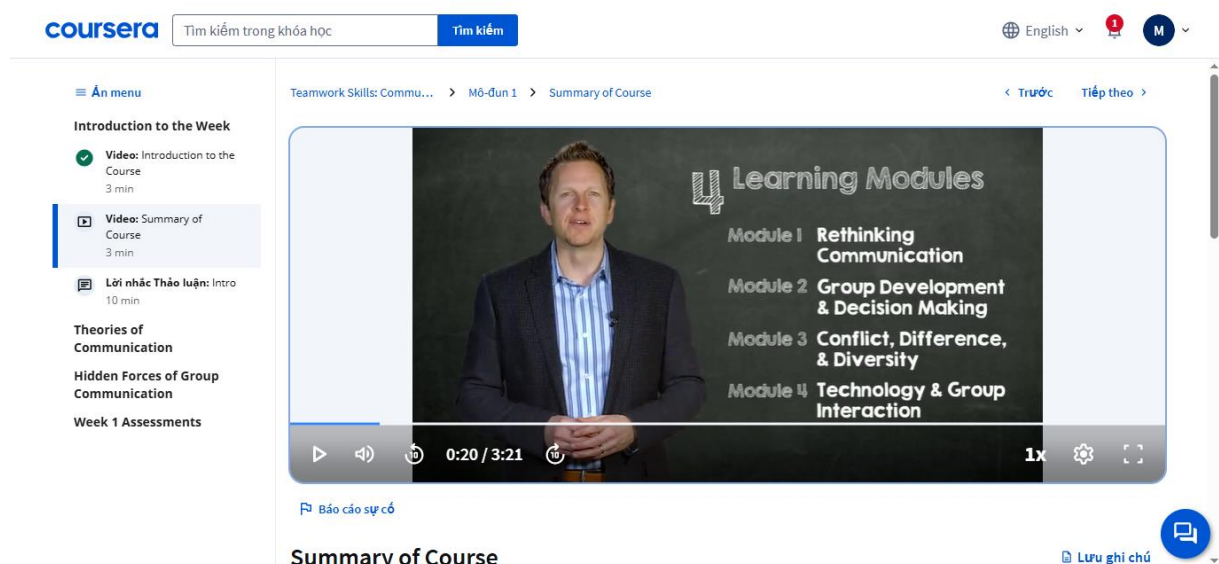 coursera
Tìm kiếm trong khóa học
Tìm kiếm
English
1
M
Ẩn menu
Teamwork Skills: Commu... > Mô-đun 1 > Summary of Course
< Trước
Tiếp theo >
Introduction to the Week
Video: Introduction to the
Course
3 min
Video: Summary of
Course
3 min
Lời nhắc Thảo luận: Intro
10 min
Theories of
Communication
Hidden Forces of Group
Communication
Week 1 Assessments
4 Learning Modules
Module 1 Rethinking
Communication
Module 2 Group Development
& Decision Making
Module 3 Conflict, Difference,
& Diversity
Module 4 Technology & Group
Interaction
10
0:20 / 3:21
10
1x
Báo cáo sự cố
Summary of Course
Lưu ghi chú